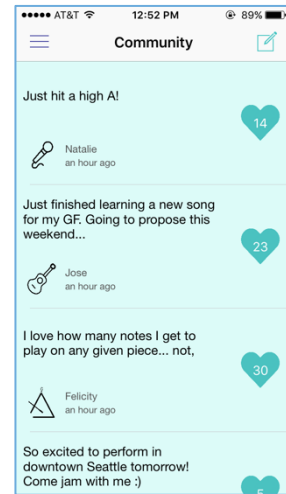 AT&T 12:52 PM 89%
Community
Just hit a high A!
14
Natalie
an hour ago
Just finished learning a new song
for my GF. Going to propose this
weekend...
23
Jose
an hour ago
I love how many notes I get to
play on any given piece... not,
30
Felicity
an hour ago
So excited to perform in
downtown Seattle tomorrow!
Come jam with me :)
5